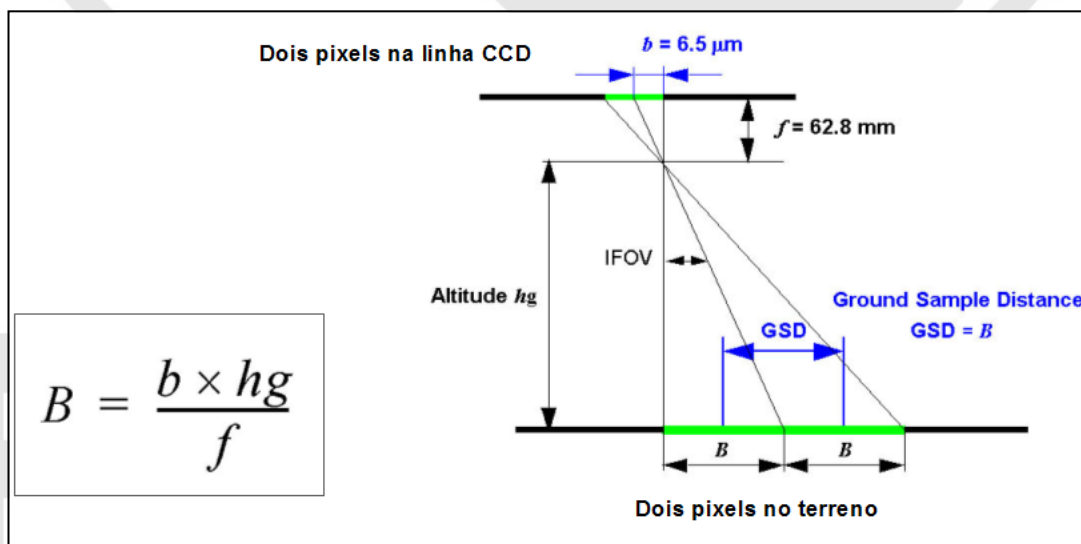 Dois pixels na linha CCD
b = 6.5 µm
f = 62.8 mm
IFOV
Altitude hg
Ground Sample Distance
GSD = B
GSD
B = b × hg / f
B
B
Dois pixels no terreno